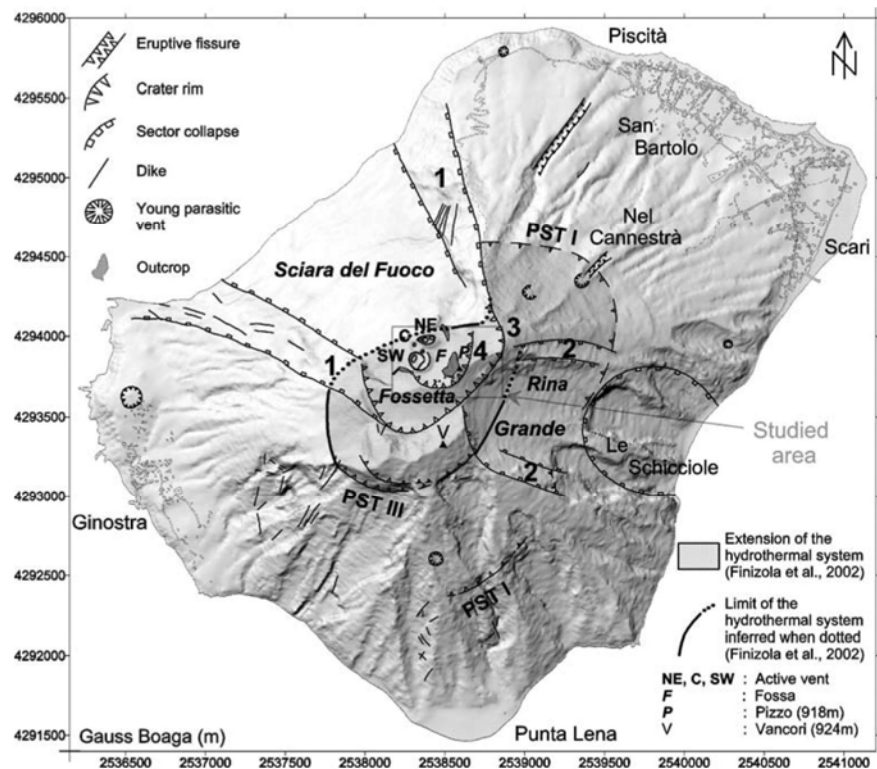 4296000
4295500
4295000
4294500
4294000
4293500
4293000
4292500
4292000
4291500
Eruptive fissure
Crater rim
Sector collapse
Dike
Young parasitic
vent
Outcrop
Piscità
N
San
Bartolo
1
PST I
Nel
Cannestrà
Scari
Sciara del Fuoco
NE
3
SW
F
P
4
2
1
Fossetta
Rina
Grande
V
Le
Schicciole
Studied
area
2
PST III
Ginostra
PST I
Extension of the
hydrothermal system
(Finizola et al., 2002)
Limit of the
hydrothermal system
inferred when dotted
(Finizola et al., 2002)
NE, C, SW : Active vent
F : Fossa
P : Pizzo (918m)
V : Vancori (924m)
Gauss Boaga (m)
Punta Lena
2536500 2537000 2537500 2538000 2538500 2539000 2539500 2540000 2540500 2541000